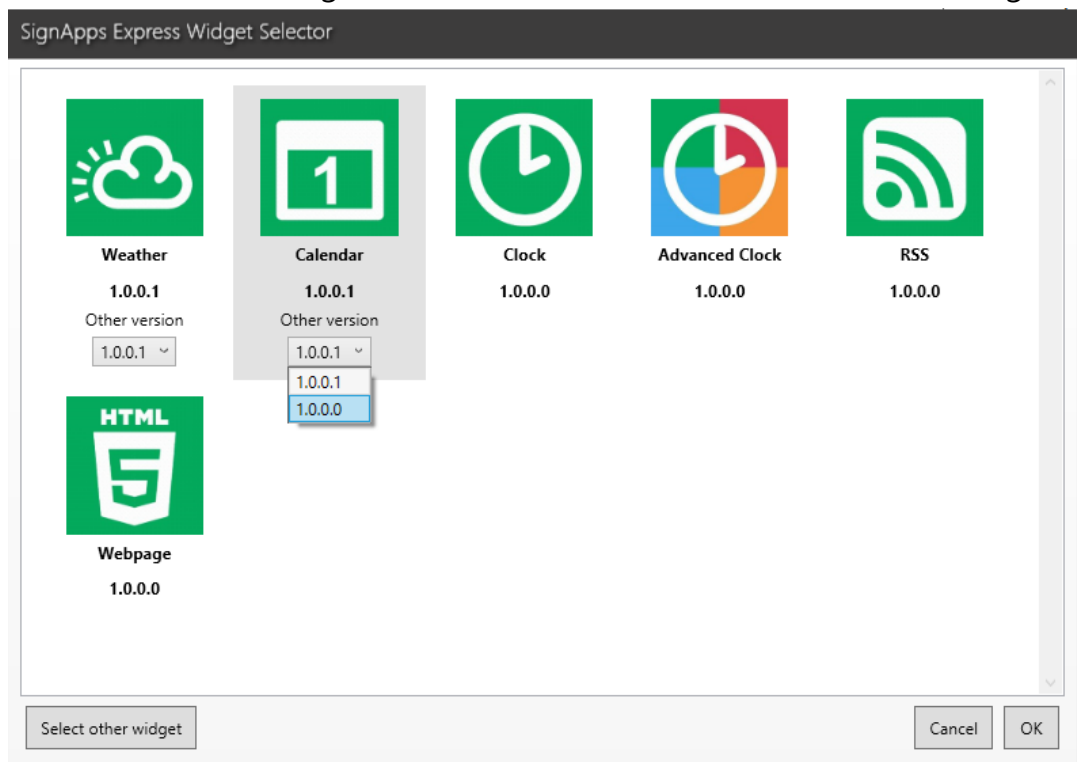 SignApps Express Widget Selector
1
Weather
Calendar
Clock
Advanced Clock
RSS
1.0.0.1
1.0.0.1
1.0.0.0
1.0.0.0
1.0.0.0
Other version
Other version
1.0.0.1
1.0.0.1
1.0.0.1
1.0.0.0
HTML
5
Webpage
1.0.0.0
Select other widget
Cancel
OK